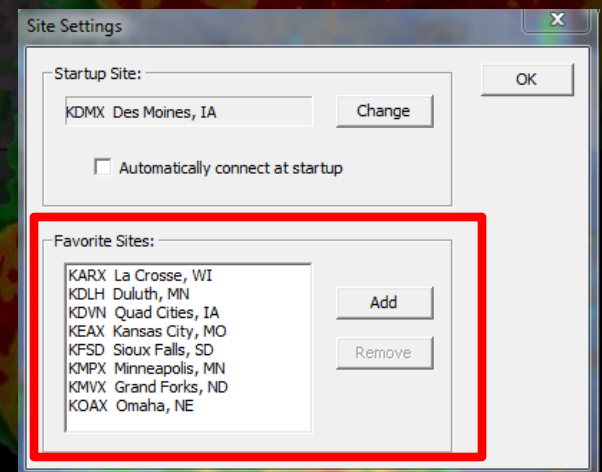 Site Settings
x
Startup Site:
OK
KDMX Des Moines, IA
Change
Automatically connect at startup
Favorite Sites:
KARX La Crosse, WI
KDLH Duluth, MN
KDVN Quad Cities, IA
KEAX Kansas City, MO
KFSD Sioux Falls, SD
KMPX Minneapolis, MN
KMVX Grand Forks, ND
KOAX Omaha, NE
Add
Remove